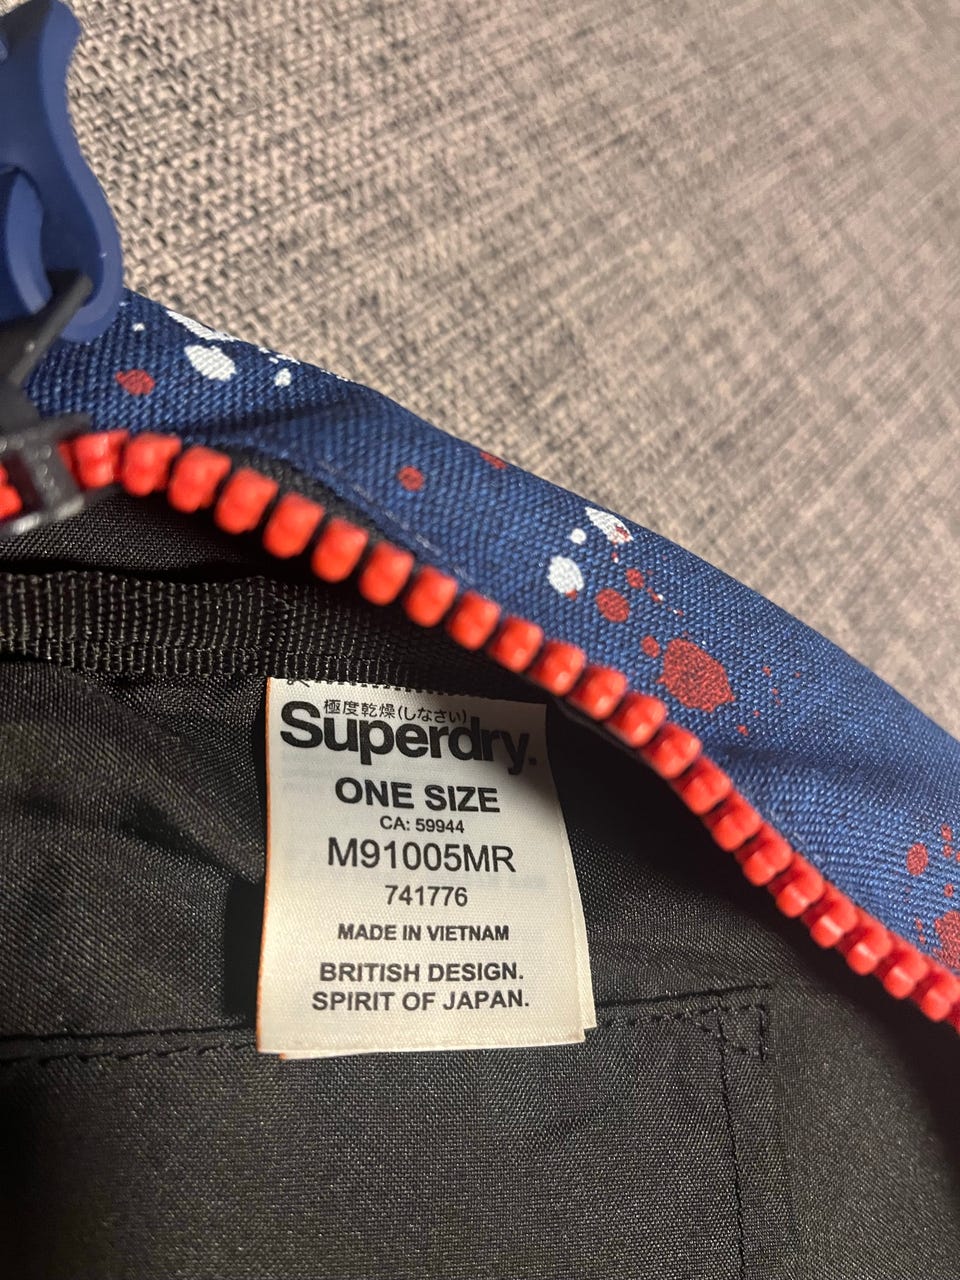 極度乾燥(しなさい)
Superdry.
ONE SIZE
CA: 59944
M91005MR
741776
MADE IN VIETNAM
BRITISH DESIGN.
SPIRIT OF JAPAN.